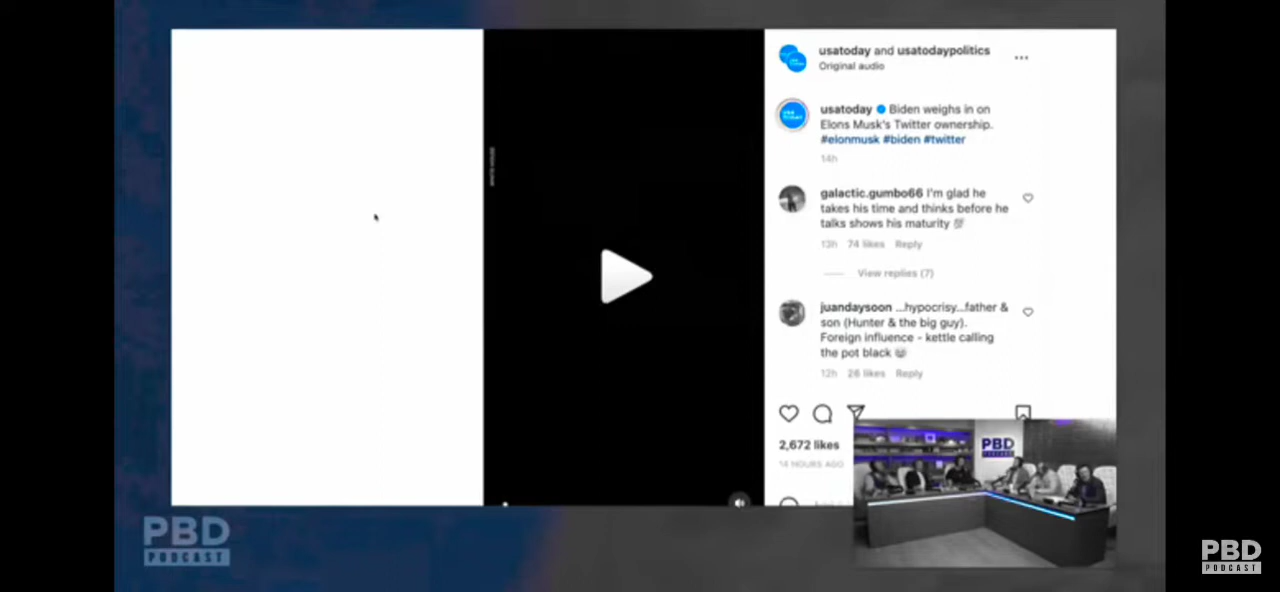 usatoday and usatodaypolitics
Original audio
usatoday Biden weighs in on
Elons Musk's Twitter ownership.
#elonmusk #biden #twitter
14h
galactic.gumbo66 I'm glad he
takes his time and thinks before he
talks shows his maturity 💯
13h 74 likes Reply
View replies (7)
juandaysoon ...hypocrisy...father &
son (Hunter & the big guy).
Foreign influence - kettle calling
the pot black
12h 28 likes Reply
2,672 likes
14 HOURS AGO
PBD
PODCAST
PBD
PODCAST
PBD
PODCAST